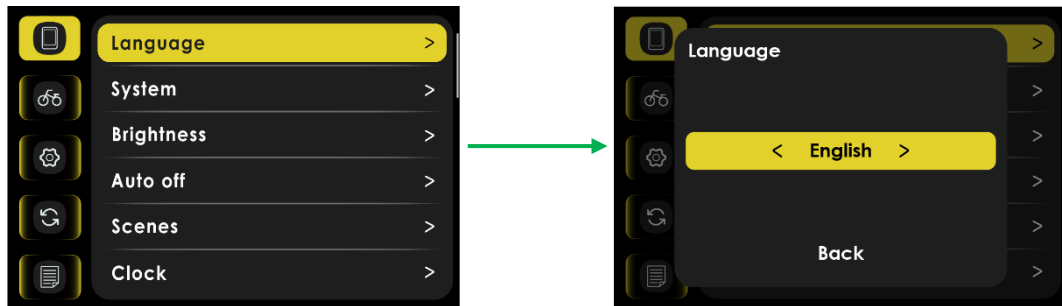 Language >
System >
Brightness >
Auto off >
Scenes >
Clock >
Language
< English >
Back
>
>
>
>
>
>